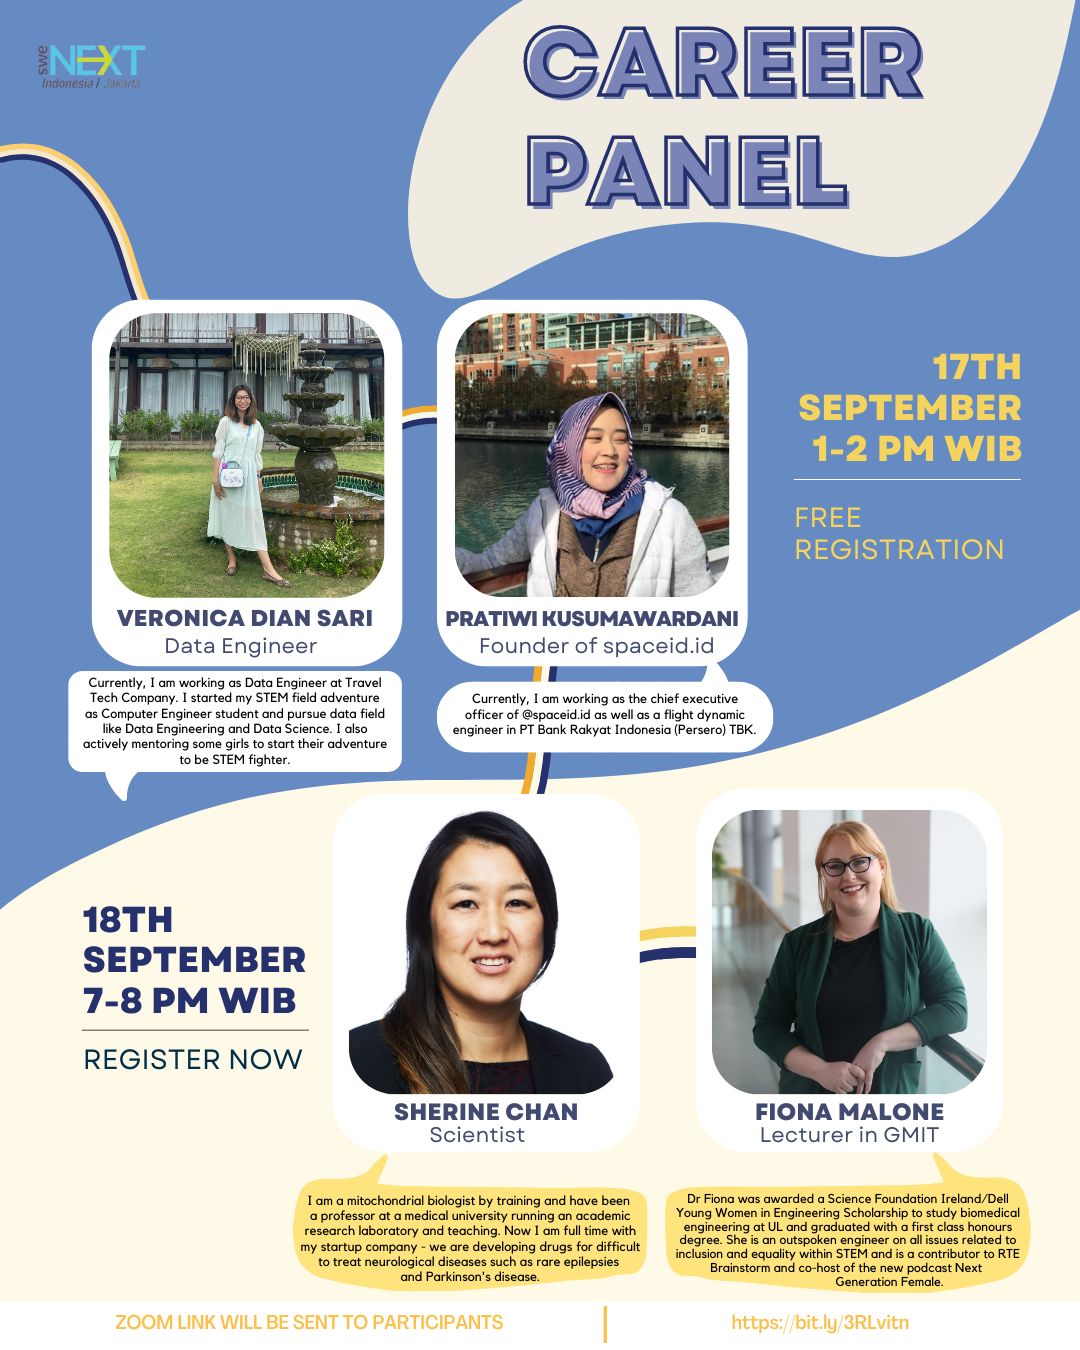 swe
NEXT
Indonesia / Jakarta
CAREER
PANEL
17TH
SEPTEMBER
1-2 PM WIB
FREE
REGISTRATION
VERONICA DIAN SARI
Data Engineer
PRATIWI KUSUMAWARDANI
Founder of spaceid.id
Currently, I am working as Data Engineer at Travel
Tech Company. I started my STEM field adventure
as Computer Engineer student and pursue data field
like Data Engineering and Data Science. I also
actively mentoring some girls to start their adventure
to be STEM fighter.
Currently, I am working as the chief executive
officer of @spaceid.id as well as a flight dynamic
engineer in PT Bank Rakyat Indonesia (Persero) TBK.
18TH
SEPTEMBER
7-8 PM WIB
REGISTER NOW
SHERINE CHAN
Scientist
FIONA MALONE
Lecturer in GMIT
I am a mitochondrial biologist by training and have been
a professor at a medical university running an academic
research laboratory and teaching. Now I am full time with
my startup company - we are developing drugs for difficult
to treat neurological diseases such as rare epilepsies
and Parkinson's disease.
Dr Fiona was awarded a Science Foundation Ireland/Dell
Young Women in Engineering Scholarship to study biomedical
engineering at UL and graduated with a first class honours
degree. She is an outspoken engineer on all issues related to
inclusion and equality within STEM and is a contributor to RTE
Brainstorm and co-host of the new podcast Next
Generation Female.
ZOOM LINK WILL BE SENT TO PARTICIPANTS
https://bit.ly/3RLvitn